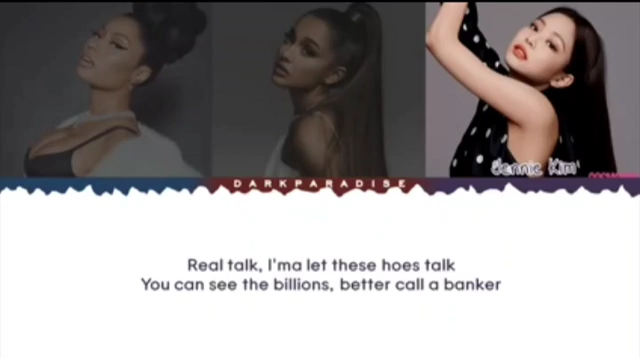 Jennie Kim
DARKPARADISE
Real talk, I'ma let these hoes talk
You can see the billions, better call a banker